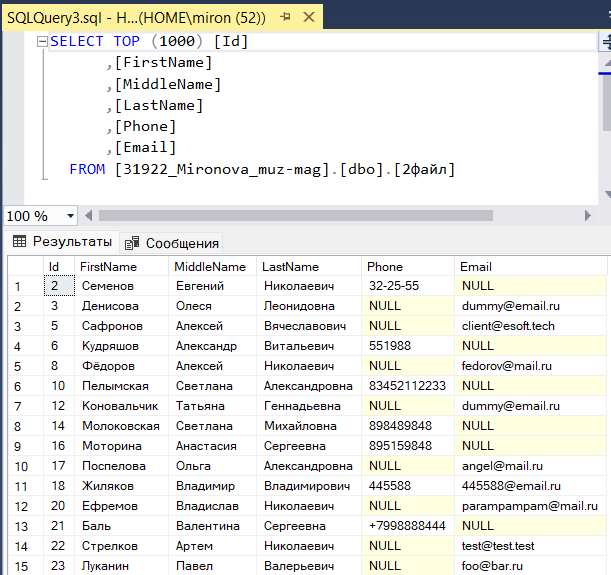 SQLQuery3.sql - H...(HOME\miron (52))
SELECT TOP (1000) [Id]
,[FirstName]
,[MiddleName]
,[LastName]
,[Phone]
,[Email]
FROM [31922_Mironova_muz-mag].[dbo].[2файл]
100 %
Результаты Сообщения
Id FirstName MiddleName LastName Phone Email
1 2 Семенов Евгений Николаевич 32-25-55 NULL
2 3 Денисова Олеся Леонидовна NULL dummy@email.ru
3 5 Сафронов Алексей Вячеславович NULL client@esoft.tech
4 6 Кудряшов Александр Витальевич 551988 NULL
5 8 Фёдоров Алексей Николаевич NULL fedorov@mail.ru
6 10 Пелымская Светлана Александровна 83452112233 NULL
7 12 Коновальчик Татьяна Геннадьевна NULL dummy@email.ru
8 14 Молоковская Светлана Михайловна 898489848 NULL
9 16 Моторина Анастасия Сергеевна 895159848 NULL
10 17 Поспелова Ольга Александровна NULL angel@mail.ru
11 18 Жиляков Владимир Владимирович 445588 445588@email.ru
12 20 Ефремов Владислав Николаевич NULL parampampam@mail.ru
13 21 Баль Валентина Сергеевна +7998888444 NULL
14 22 Стрелков Артем Николаевич NULL test@test.test
15 23 Луканин Павел Валерьевич NULL foo@bar.ru